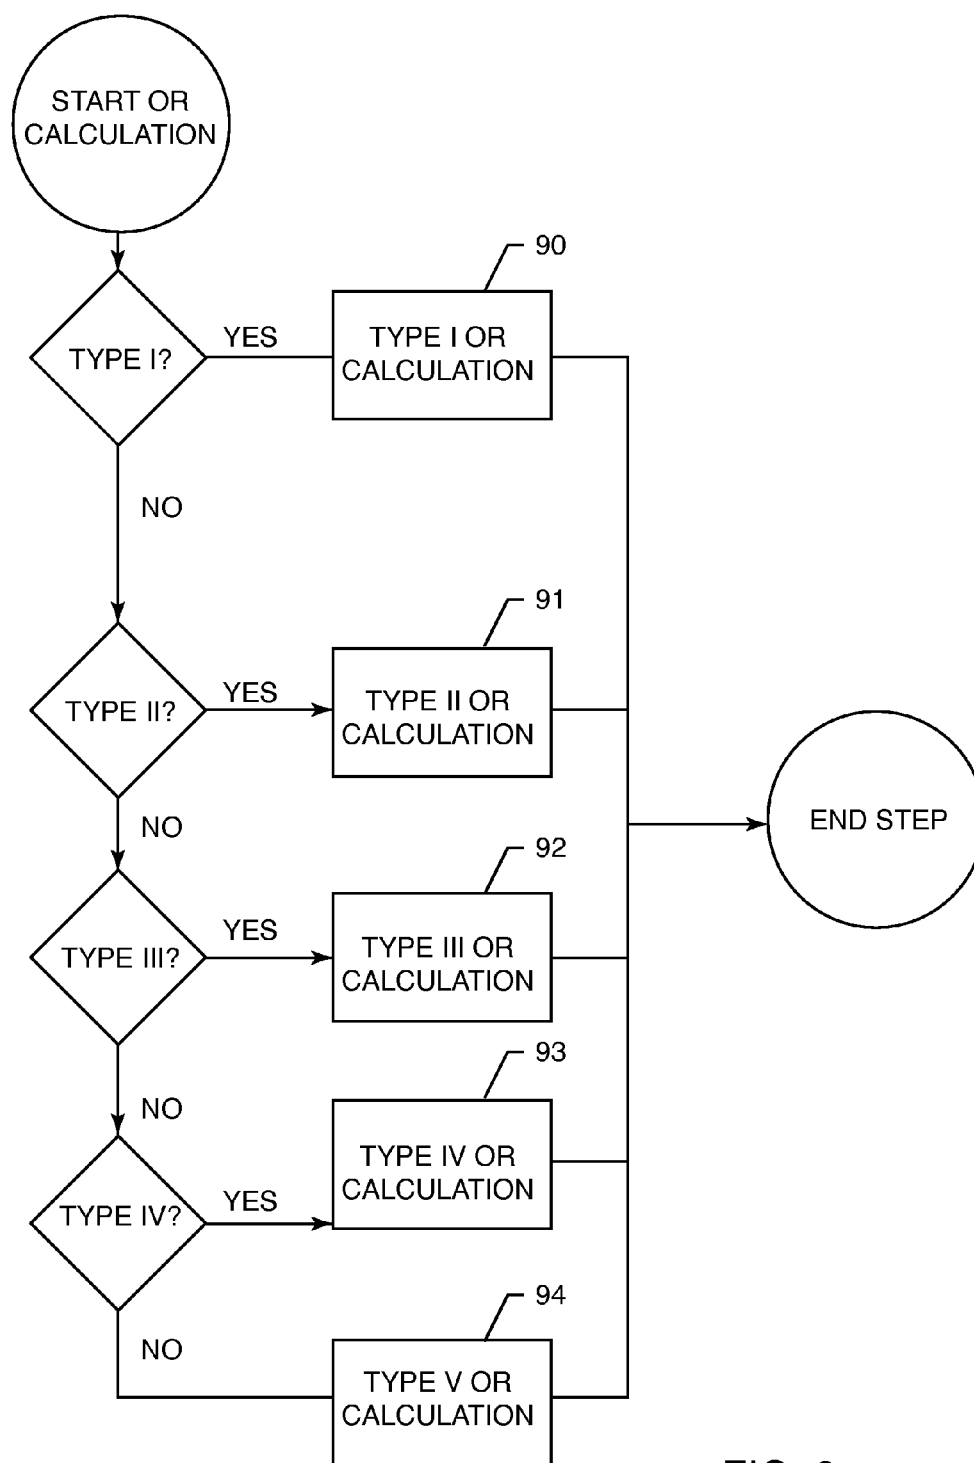 START OR
CALCULATION
90
TYPE I?
YES
TYPE I OR
CALCULATION
NO
91
TYPE II?
YES
TYPE II OR
CALCULATION
NO
END STEP
92
TYPE III?
YES
TYPE III OR
CALCULATION
NO
93
TYPE IV?
YES
TYPE IV OR
CALCULATION
NO
94
TYPE V OR
CALCULATION